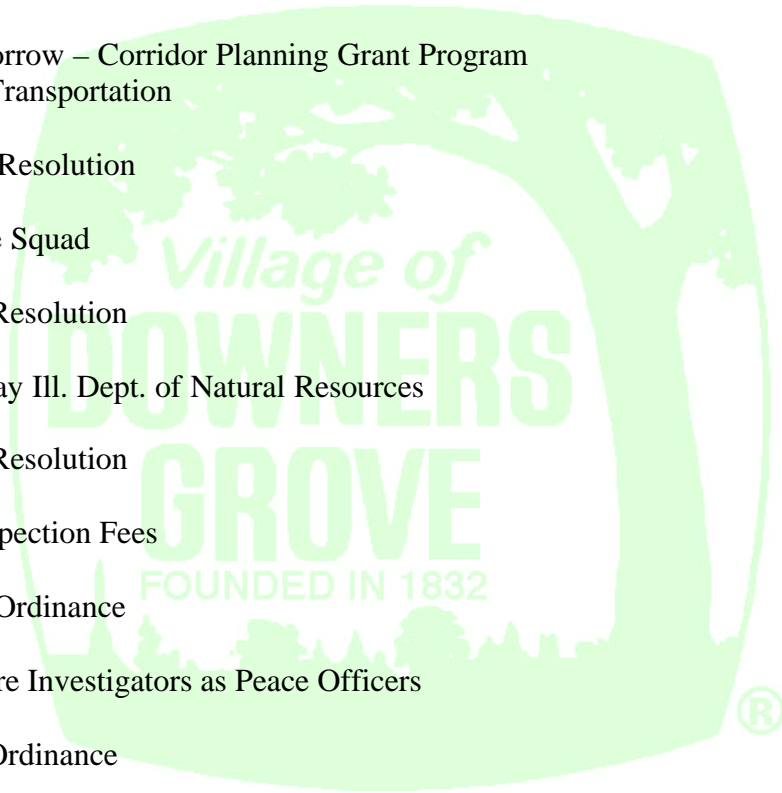 orrow – Corridor Planning Grant Program
Transportation
Resolution
e Squad
Resolution
ay Ill. Dept. of Natural Resources
Resolution
pection Fees
Ordinance
re Investigators as Peace Officers
Ordinance
Village of
DOWNERS
GROVE
FOUNDED IN 1832
®